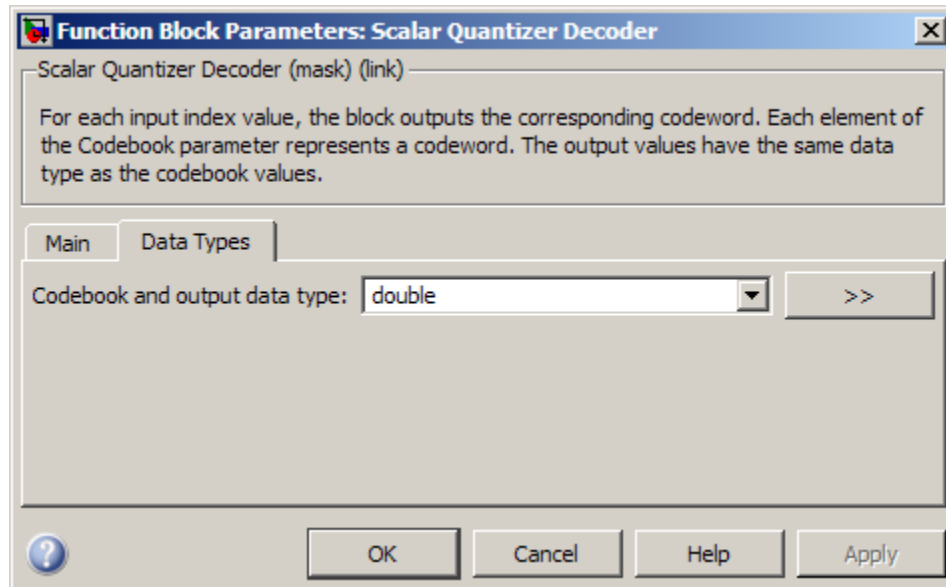 Function Block Parameters: Scalar Quantizer Decoder
Scalar Quantizer Decoder (mask) (link)
For each input index value, the block outputs the corresponding codeword. Each element of
the Codebook parameter represents a codeword. The output values have the same data
type as the codebook values.
Main Data Types
Codebook and output data type: double >>
OK Cancel Help Apply